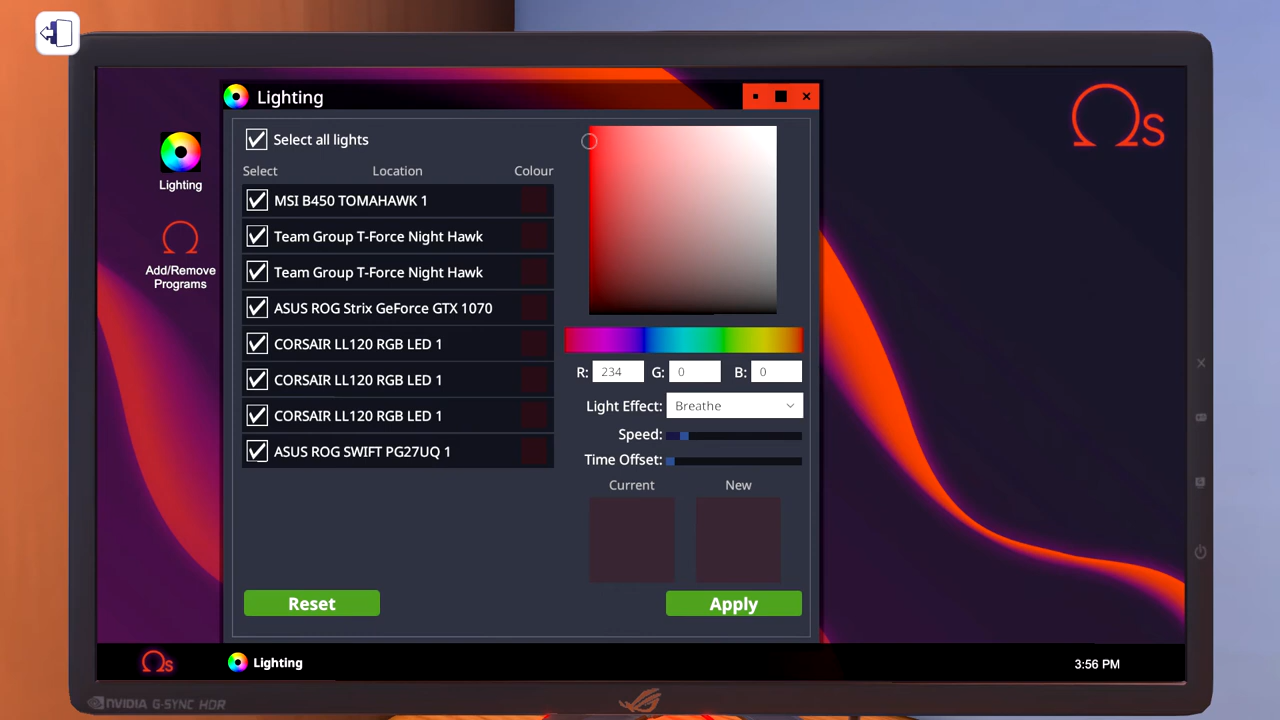 Lighting
Select all lights
Select Location Colour
MSI B450 TOMAHAWK 1
Team Group T-Force Night Hawk
Team Group T-Force Night Hawk
ASUS ROG Strix GeForce GTX 1070
CORSAIR LL120 RGB LED 1
CORSAIR LL120 RGB LED 1
CORSAIR LL120 RGB LED 1
ASUS ROG SWIFT PG27UQ 1
R: 234 G: 0 B: 0
Light Effect: Breathe
Speed:
Time Offset:
Current New
Reset Apply
Lighting
Add/Remove
Programs
Ωs
Ωs Lighting 3:56 PM
NVIDIA G-SYNC HDR